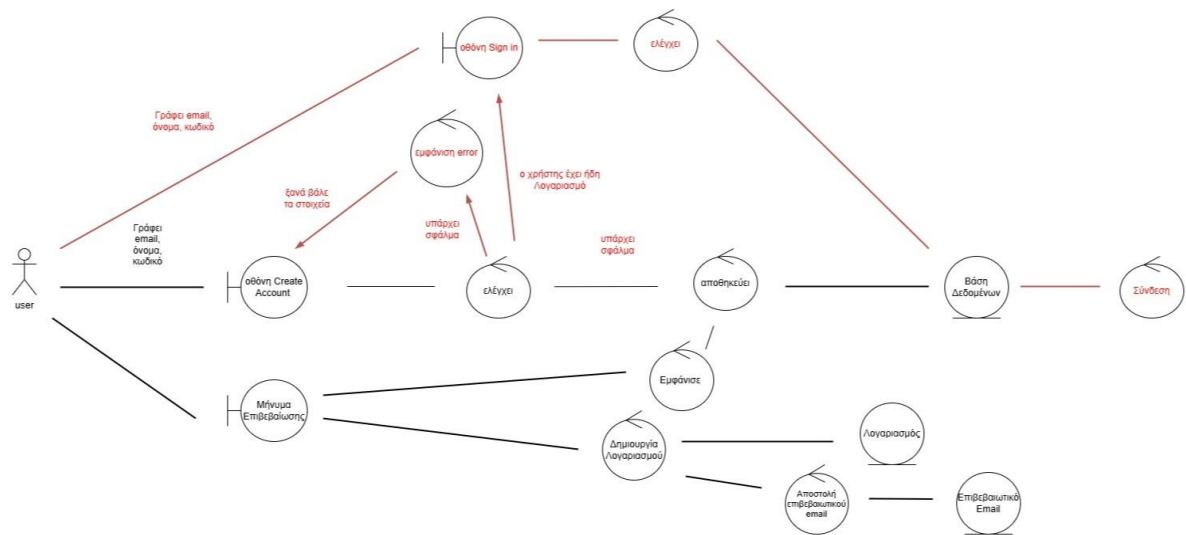 οθόνη Sign in
ελέγχει
Γράφει email,
όνομα, κωδικό
εμφάνιση error
ο χρήστης έχει ήδη
Λογαριασμό
ξανά βάλε
τα στοιχεία
υπάρχει
σφάλμα
υπάρχει
σφάλμα
Γράφει
email,
όνομα,
κωδικό
user
οθόνη Create
Account
ελέγχει
αποθηκεύει
Βάση
Δεδομένων
Σύνδεση
Μήνυμα
Επιβεβαίωσης
Εμφάνισε
Δημιουργία
Λογαριασμού
Λογαριασμός
Αποστολή
επιβεβαιωτικού
email
Επιβεβαιωτικό
Email